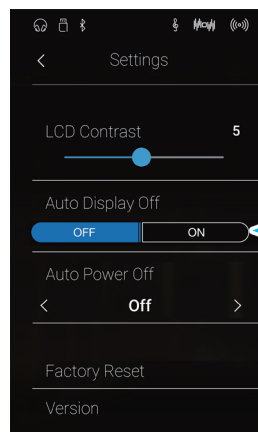 Settings
LCD Contrast 5
Auto Display Off
OFF ON
Auto Power Off
Off
Factory Reset
Version